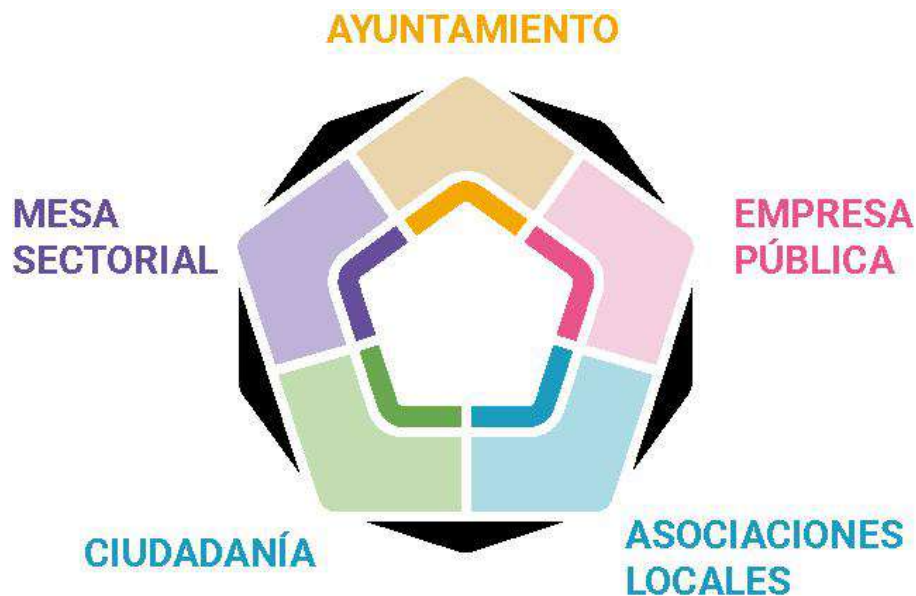 AYUNTAMIENTO
MESA
SECTORIAL
EMPRESA
PÚBLICA
CIUDADANÍA
ASOCIACIONES
LOCALES